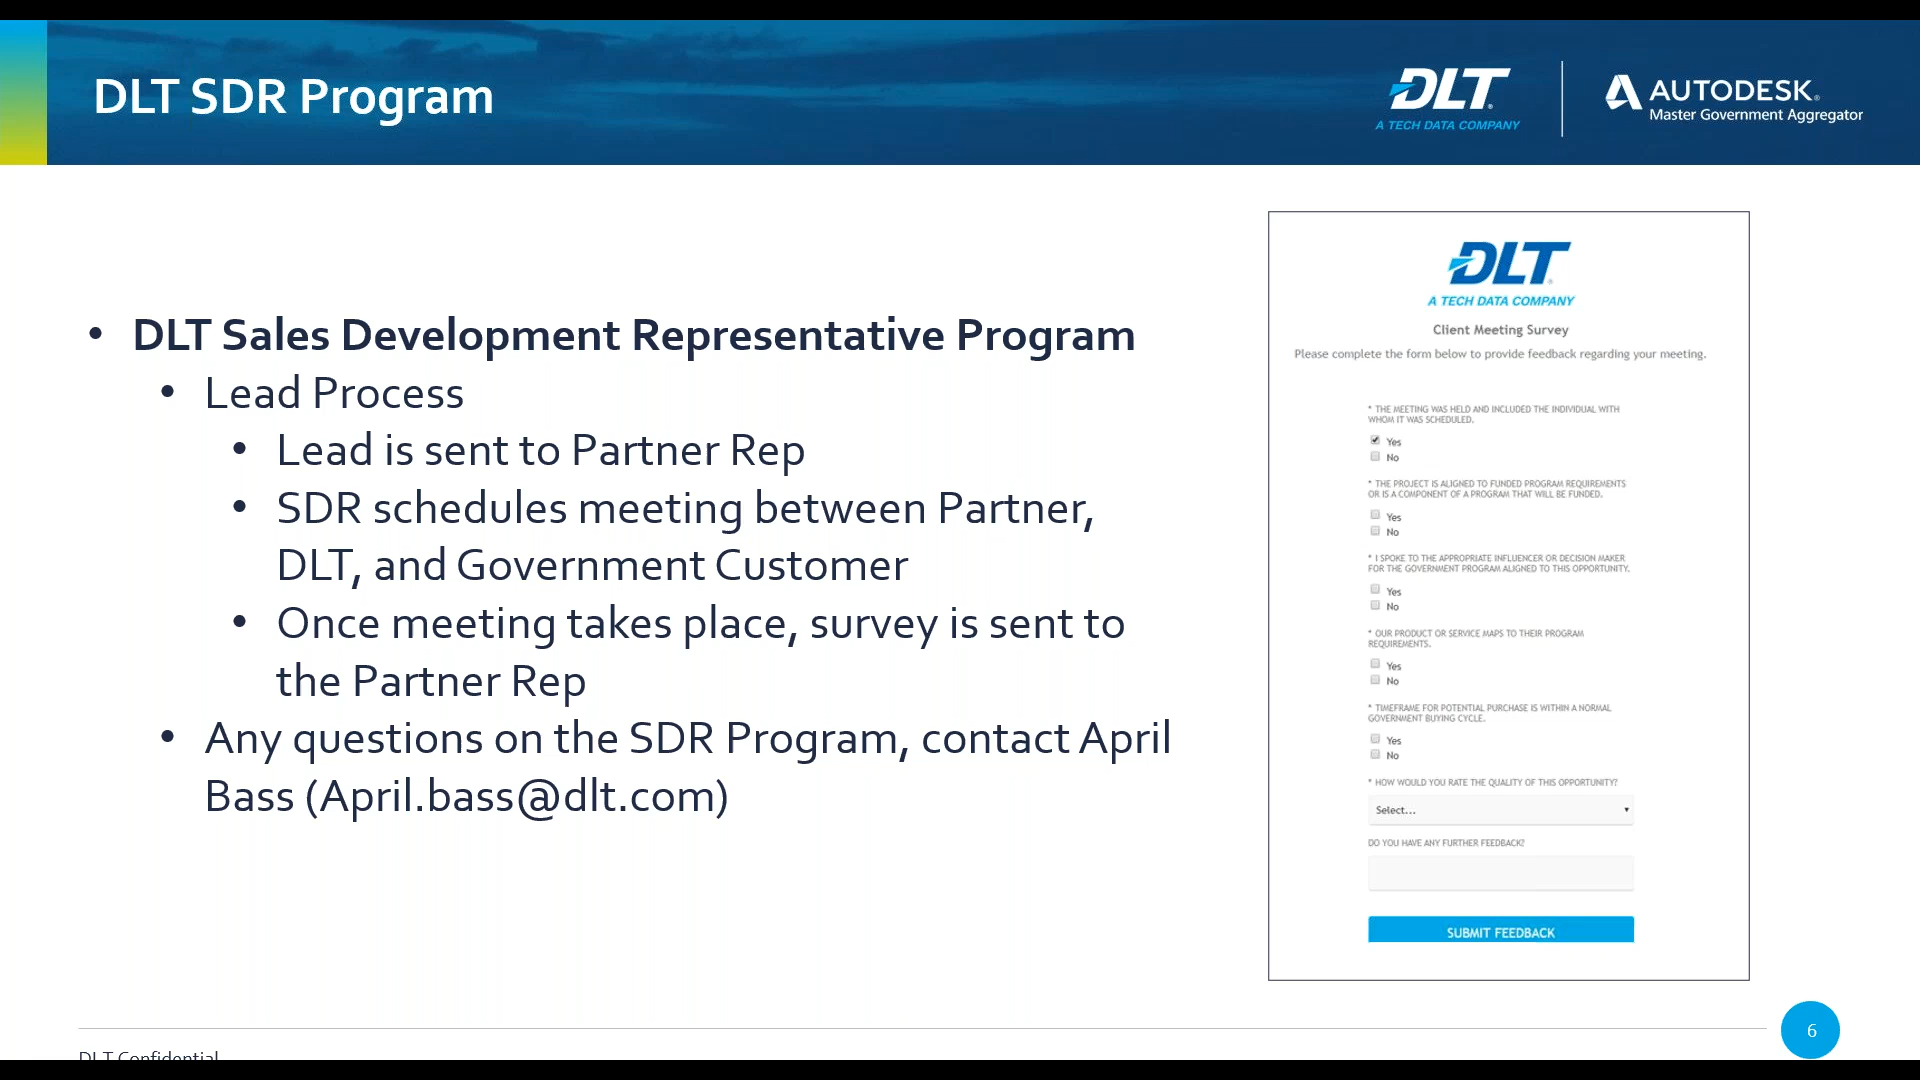 DLT SDR Program
DLT
A TECH DATA COMPANY
AUTODESK
Master Government Aggregator
• DLT Sales Development Representative Program
• Lead Process
• Lead is sent to Partner Rep
• SDR schedules meeting between Partner,
DLT, and Government Customer
• Once meeting takes place, survey is sent to
the Partner Rep
• Any questions on the SDR Program, contact April
Bass (April.bass@dlt.com)
DLT
A TECH DATA COMPANY
Client Meeting Survey
Please complete the form below to provide feedback regarding your meeting.
* THE MEETING WAS HELD AND INCLUDED THE INDIVIDUAL WITH
WHOM IT WAS SCHEDULED.
Yes
No
* THE PROJECT IS ALIGNED TO FUNDED PROGRAM REQUIREMENTS
OR IS A COMPONENT OF A PROGRAM THAT WILL BE FUNDED.
Yes
No
* I SPOKE TO THE APPROPRIATE INFLUENCER OR DECISION MAKER
FOR THE GOVERNMENT PROGRAM ALIGNED TO THIS OPPORTUNITY.
Yes
No
* OUR PRODUCT OR SERVICE MAPS TO THEIR PROGRAM
REQUIREMENTS.
Yes
No
* TIMEFRAME FOR POTENTIAL PURCHASE IS WITHIN A NORMAL
GOVERNMENT BUYING CYCLE.
Yes
No
* HOW WOULD YOU RATE THE QUALITY OF THIS OPPORTUNITY?
Select...
DO YOU HAVE ANY FURTHER FEEDBACK?
SUBMIT FEEDBACK
6
DLT Confidential